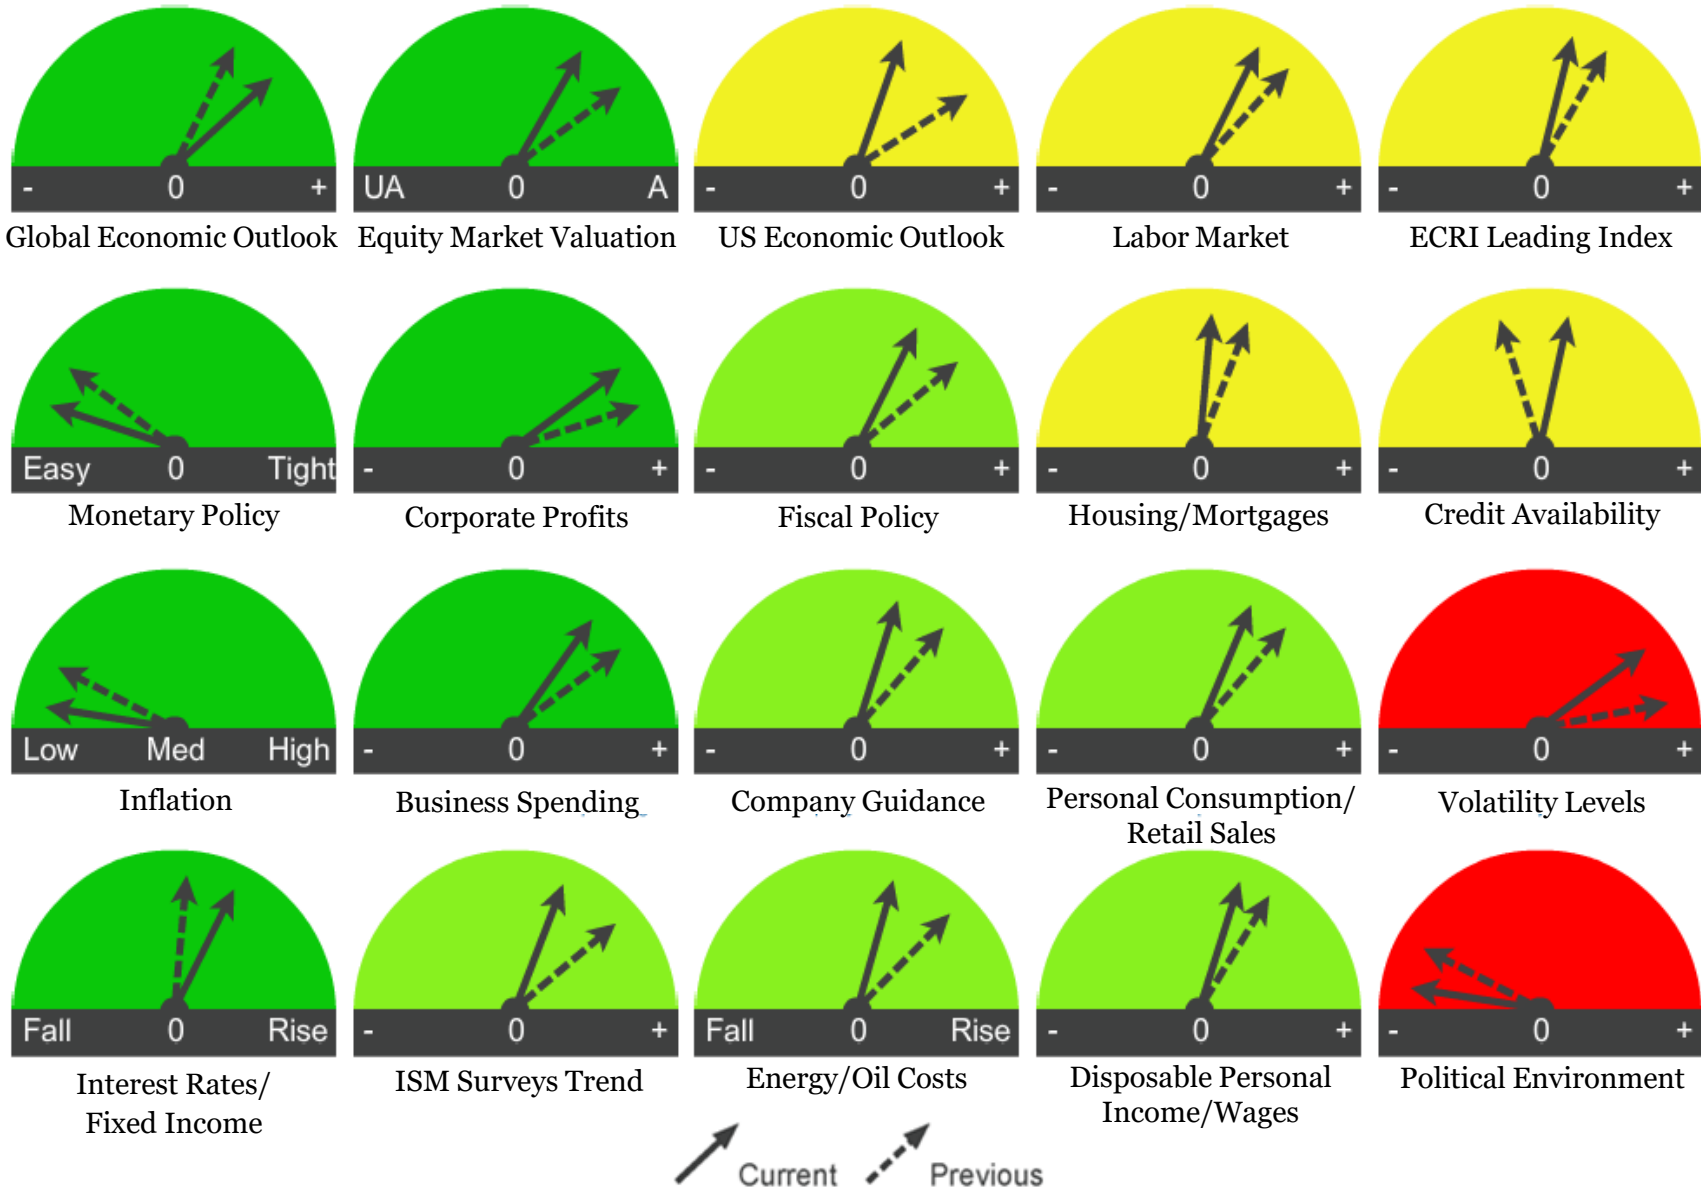 - 0 +
Global Economic Outlook
UA 0 A
Equity Market Valuation
- 0 +
US Economic Outlook
- 0 +
Labor Market
- 0 +
ECRI Leading Index
Easy 0 Tight
Monetary Policy
- 0 +
Corporate Profits
- 0 +
Fiscal Policy
- 0 +
Housing/Mortgages
- 0 +
Credit Availability
Low Med High
Inflation
- 0 +
Business Spending
- 0 +
Company Guidance
- 0 +
Personal Consumption/
Retail Sales
- 0 +
Volatility Levels
Fall 0 Rise
Interest Rates/
Fixed Income
- 0 +
ISM Surveys Trend
Fall 0 Rise
Energy/Oil Costs
- 0 +
Disposable Personal
Income/Wages
- 0 +
Political Environment
Current
Previous